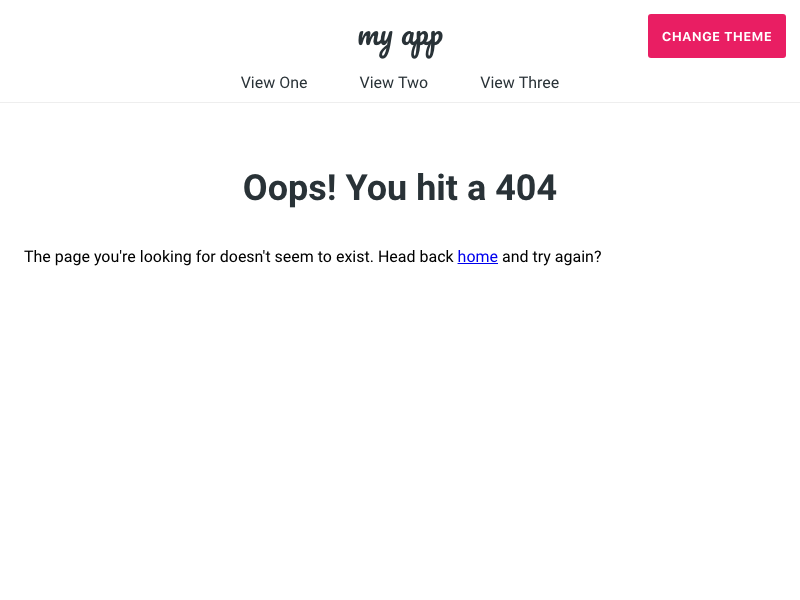 my app
CHANGE THEME
View One View Two View Three
Oops! You hit a 404
The page you're looking for doesn't seem to exist. Head back home and try again?